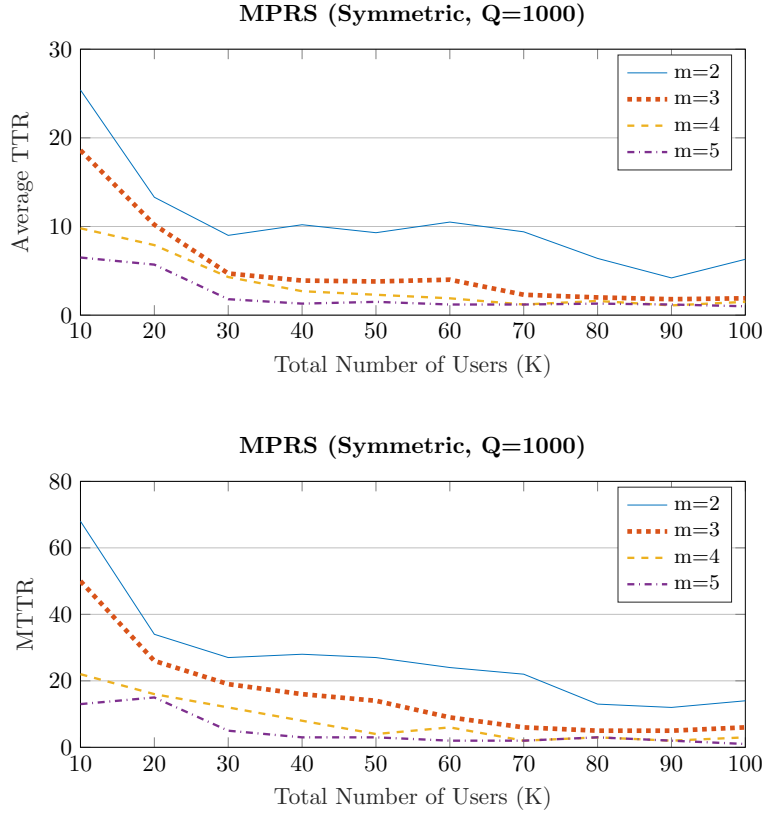 MPRS (Symmetric, Q=1000)
30
20
10
0
Average TTR
m=2
m=3
m=4
m=5
10 20 30 40 50 60 70 80 90 100
Total Number of Users (K)
MPRS (Symmetric, Q=1000)
80
60
40
20
0
MTTR
m=2
m=3
m=4
m=5
10 20 30 40 50 60 70 80 90 100
Total Number of Users (K)